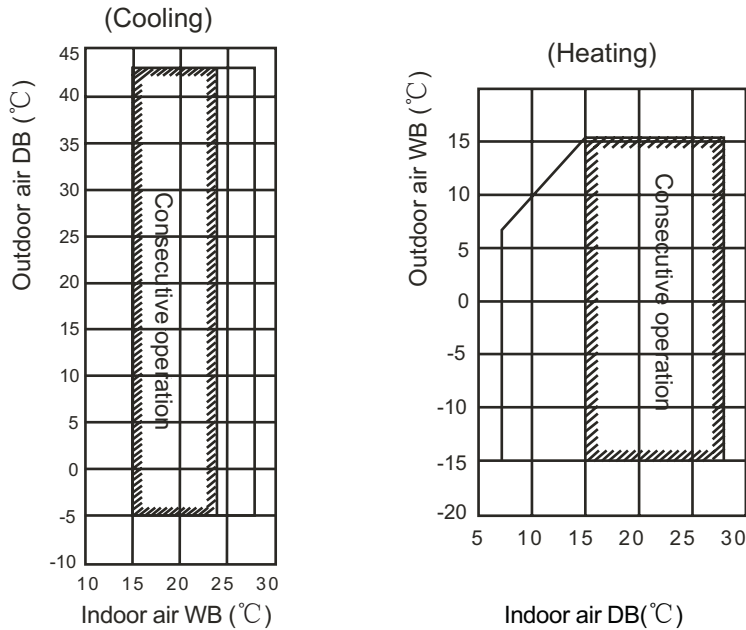 (Cooling)
Outdoor air DB (℃)
45
40
35
30
25
20
15
10
5
0
-5
-10
Consecutive operation
10 15 20 25 30
Indoor air WB (℃)
(Heating)
Outdoor air WB (℃)
15
10
5
0
-5
-10
-15
-20
Consecutive operation
5 10 15 20 25 30
Indoor air DB(℃)